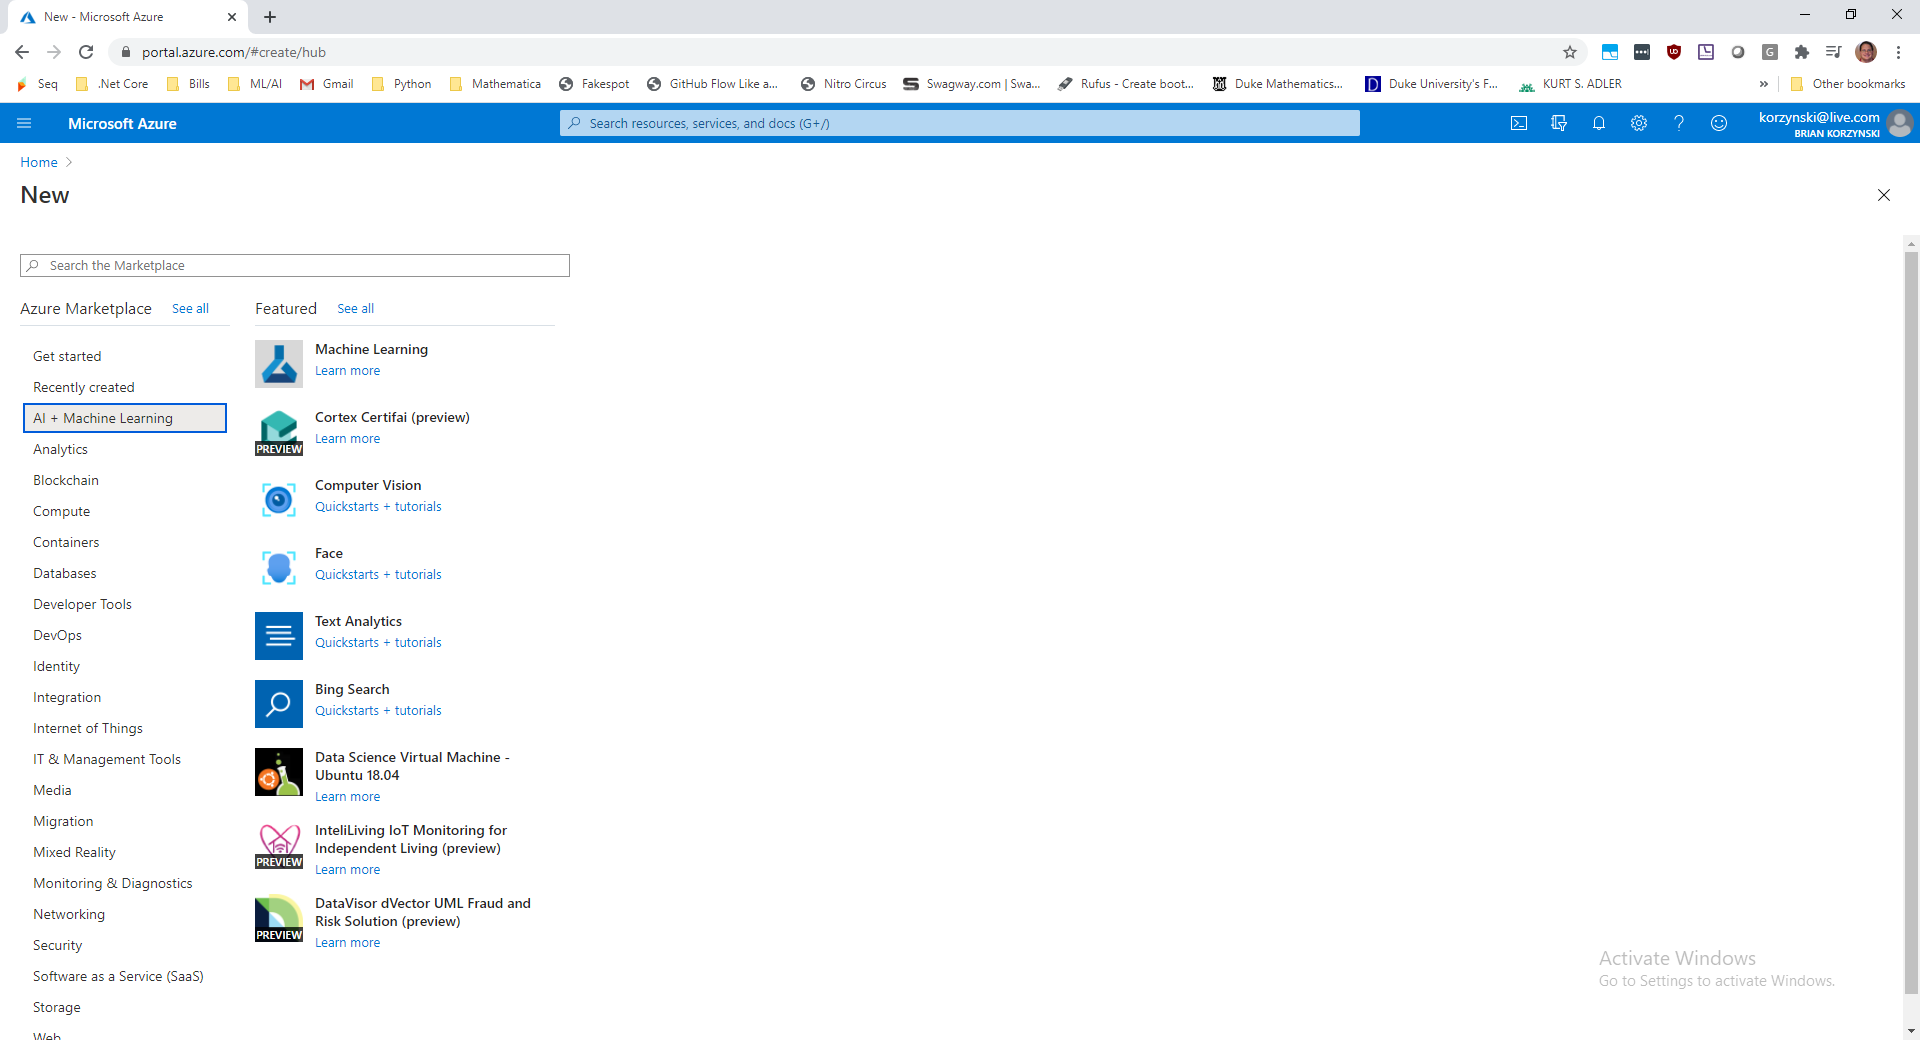 New - Microsoft Azure
portal.azure.com/#create/hub
Seq .Net Core Bills ML/AI Gmail Python Mathematica Fakespot GitHub Flow Like a... Nitro Circus Swagway.com | Swa... Rufus - Create boot... Duke Mathematics... Duke University's F... KURT S. ADLER » Other bookmarks
Microsoft Azure
Search resources, services, and docs (G+/)
korzynski@live.com
BRIAN KORZYNSKI
Home
New
Search the Marketplace
Azure Marketplace See all
Get started
Recently created
AI + Machine Learning
Analytics
Blockchain
Compute
Containers
Databases
Developer Tools
DevOps
Identity
Integration
Internet of Things
IT & Management Tools
Media
Migration
Mixed Reality
Monitoring & Diagnostics
Networking
Security
Software as a Service (SaaS)
Storage
Web
Featured See all
Machine Learning
Learn more
Cortex Certifai (preview)
PREVIEW
Learn more
Computer Vision
Quickstarts + tutorials
Face
Quickstarts + tutorials
Text Analytics
Quickstarts + tutorials
Bing Search
Quickstarts + tutorials
Data Science Virtual Machine -
Ubuntu 18.04
Learn more
InteliLiving IoT Monitoring for
Independent Living (preview)
PREVIEW
Learn more
DataVisor dVector UML Fraud and
Risk Solution (preview)
PREVIEW
Learn more
Activate Windows
Go to Settings to activate Windows.